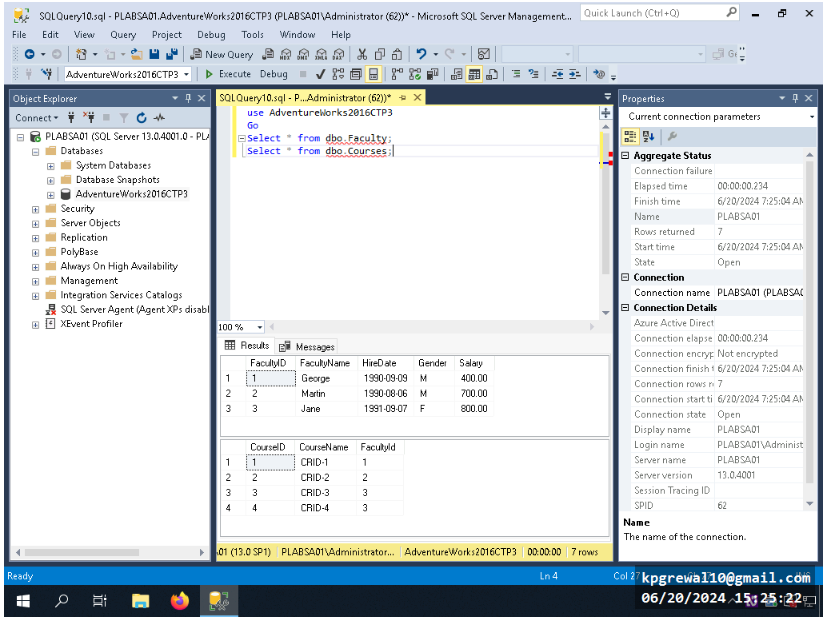 SQLQuery10.sql - PLABSA01.AdventureWorks2016CTP3 (PLABSA01\Administrator (62))* - Microsoft SQL Server Management...
Quick Launch (Ctrl+Q)
File Edit View Query Project Debug Tools Window Help
New Query
AdventureWorks2016CTP3 Execute Debug
Object Explorer
Connect
PLABSA01 (SQL Server 13.0.4001.0 - PLA
Databases
System Databases
Database Snapshots
AdventureWorks2016CTP3
Security
Server Objects
Replication
PolyBase
Always On High Availability
Management
Integration Services Catalogs
SQL Server Agent (Agent XPs disabl
XEvent Profiler
SQLQuery10.sql - P...Administrator (62))*
use AdventureWorks2016CTP3
Go
Select * from dbo.Faculty;
Select * from dbo.Courses;
100 %
Results Messages
FacultyID FacultyName HireDate Gender Salary
1 1 George 1990-09-09 M 400.00
2 2 Martin 1990-08-06 M 700.00
3 3 Jane 1991-09-07 F 800.00
CourseID CourseName FacultyId
1 1 CRID-1 1
2 2 CRID-2 2
3 3 CRID-3 3
4 4 CRID-4 3
\01 (13.0 SP1) PLABSA01\Administrator... AdventureWorks2016CTP3 00:00:00 7 rows
Properties
Current connection parameters
Aggregate Status
Connection failure
Elapsed time 00:00:00.234
Finish time 6/20/2024 7:25:04 AM
Name PLABSA01
Rows returned 7
Start time 6/20/2024 7:25:04 AM
State Open
Connection
Connection name PLABSA01 (PLABSA0
Connection Details
Azure Active Direct
Connection elapse 00:00:00.234
Connection encryp Not encrypted
Connection finish t 6/20/2024 7:25:04 AM
Connection rows re 7
Connection start ti 6/20/2024 7:25:04 AM
Connection state Open
Display name PLABSA01
Login name PLABSA01\Administ
Server name PLABSA01
Server version 13.0.4001
Session Tracing ID
SPID 62
Name
The name of the connection.
Ready Ln 4 Col 27
kpgrewal10@gmail.com
06/20/2024 15:25:22